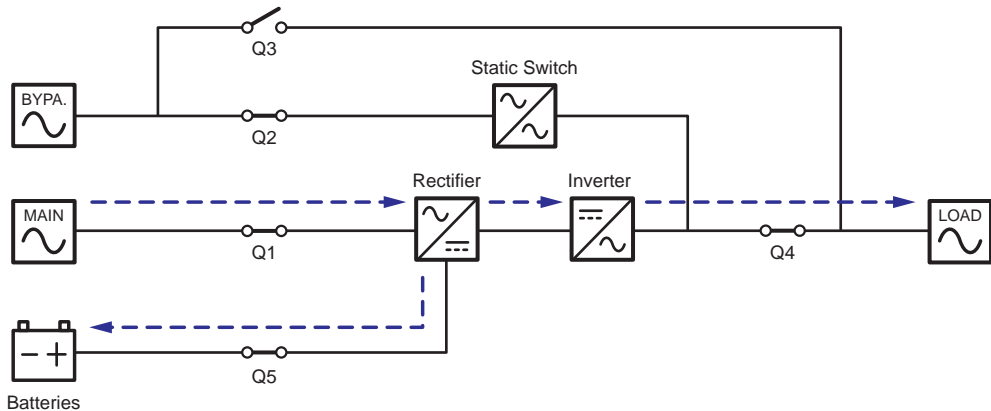 Q3
Static Switch
BYPA.
Q2
Rectifier
Inverter
MAIN
LOAD
Q1
Q4
Q5
Batteries